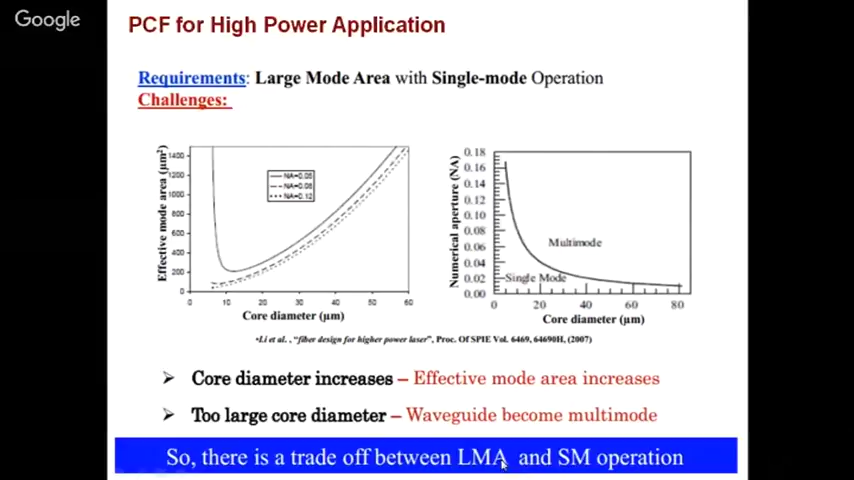 Google
PCF for High Power Application
Requirements: Large Mode Area with Single-mode Operation
Challenges:
Effective mode area (µm²)
1400
1200
1000
800
600
400
200
0
NA=0.05
NA=0.08
NA=0.12
0 10 20 30 40 50 60
Core diameter (µm)
Numerical aperture (NA)
0.18
0.16
0.14
0.12
0.10
0.08
0.06
0.04
0.02
0.00
Multimode
Single Mode
0 20 40 60 80
Core diameter (µm)
•Li et al. , "fiber design for higher power laser", Proc. Of SPIE Vol. 6469, 64690H, (2007)
➢ Core diameter increases – Effective mode area increases
➢ Too large core diameter – Waveguide become multimode
So, there is a trade off between LMA and SM operation